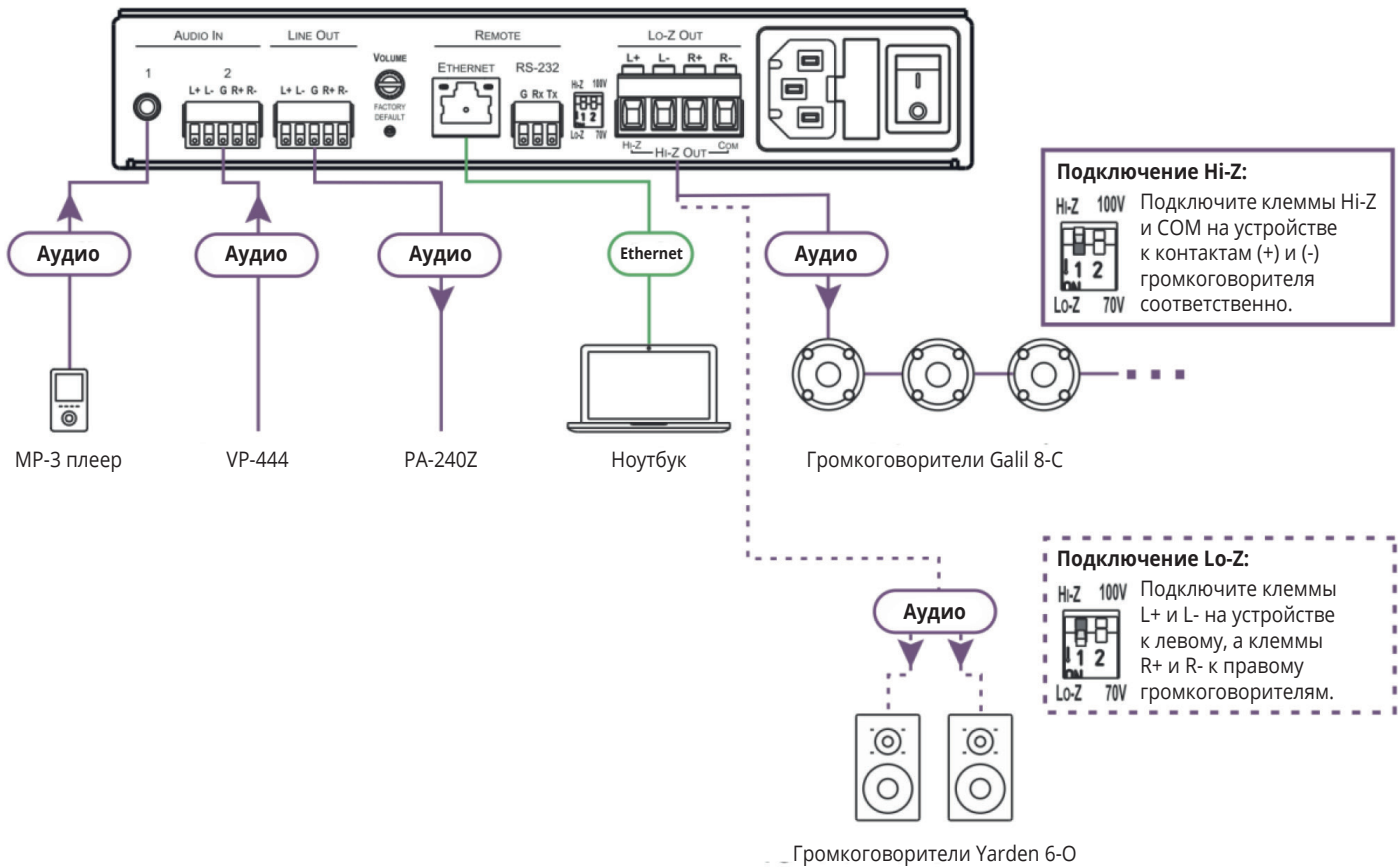 AUDIO IN LINE OUT REMOTE LO-Z OUT
1 2 VOLUME ETHERNET RS-232 L+ L- R+ R-
L+ L- G R+ R- L+ L- G R+ R- G Rx Tx HI-Z 100V
FACTORY
DEFAULT
1 2
LO-Z 70V
HI-Z HI-Z OUT COM
Аудио Аудио Аудио Ethernet Аудио
Подключение Hi-Z:
HI-Z 100V
1 2
ON
LO-Z 70V
Подключите клеммы Hi-Z
и COM на устройстве
к контактам (+) и (-)
громкоговорителя
соответственно.
МР-3 плеер VP-444 PA-240Z Ноутбук Громкоговорители Galil 8-C
Подключение Lo-Z:
HI-Z 100V
1 2
ON
LO-Z 70V
Подключите клеммы
L+ и L- на устройстве
к левому, а клеммы
R+ и R- к правому
громкоговорителям.
Аудио
Громкоговорители Yarden 6-O